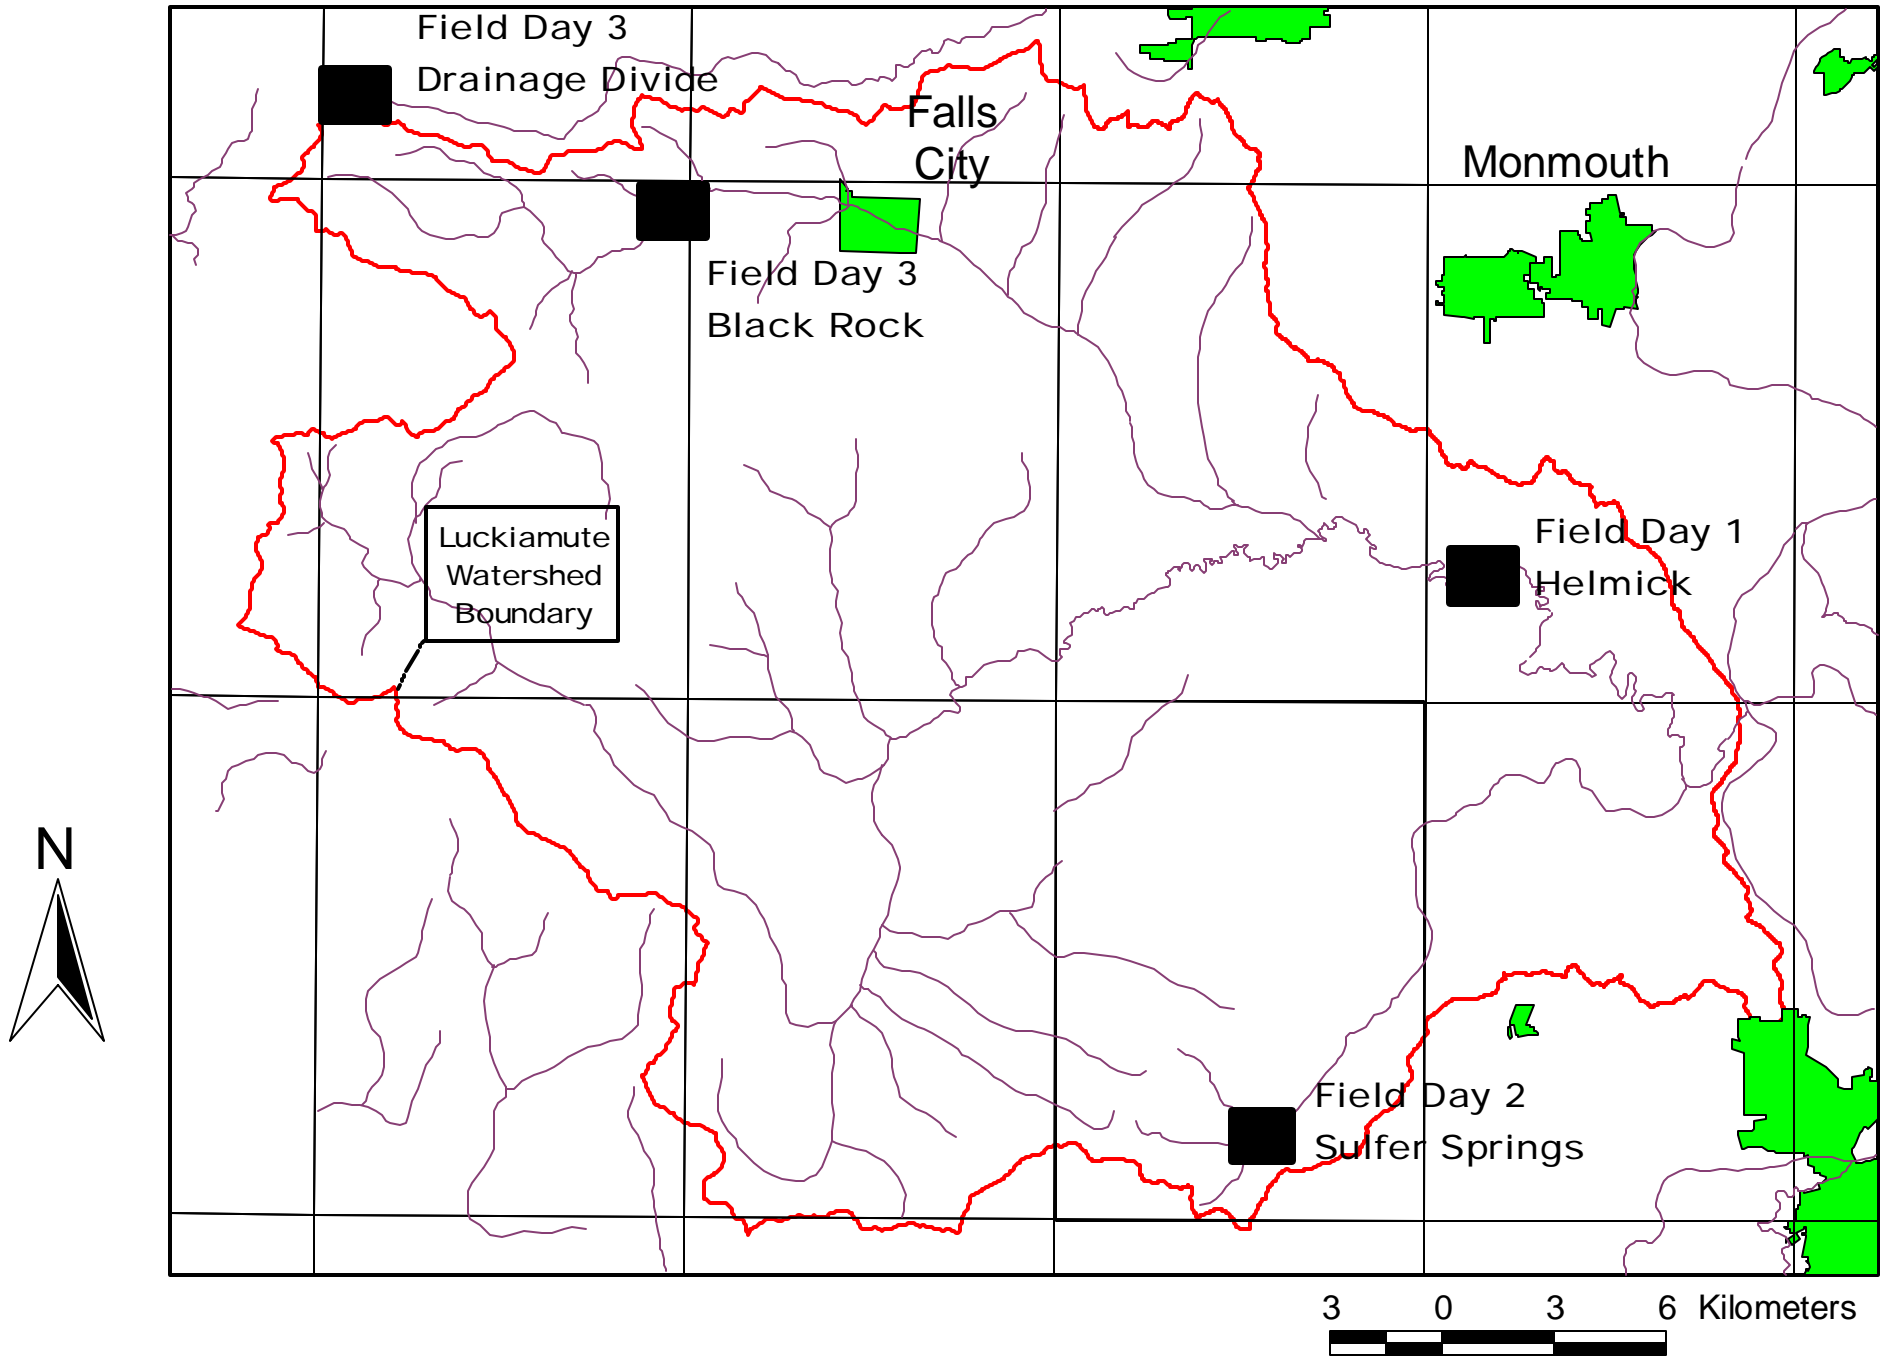 Field Day 3
Drainage Divide
Falls
City
Monmouth
Field Day 3
Black Rock
Luckiamute
Watershed
Boundary
Field Day 1
Helmick
N
Field Day 2
Sulfer Springs
3 0 3 6 Kilometers